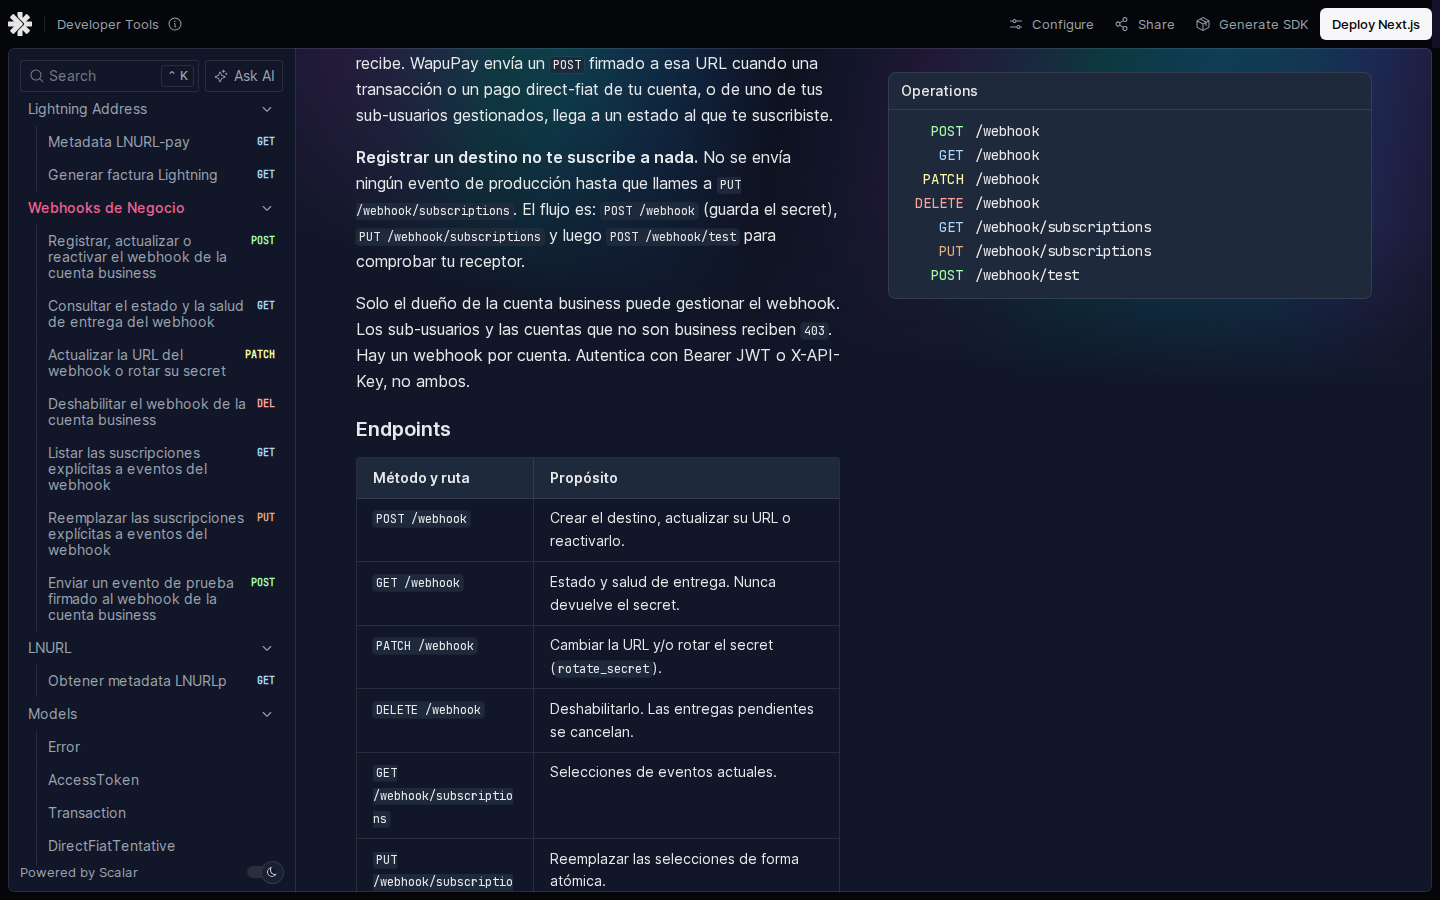 Developer Tools
Configure
Share
Generate SDK
Deploy Next.js
Search
⌃ K
Ask AI
Lightning Address
Metadata LNURL-pay GET
Generar factura Lightning GET
Webhooks de Negocio
Registrar, actualizar o POST
reactivar el webhook de la
cuenta business
Consultar el estado y la salud GET
de entrega del webhook
Actualizar la URL del PATCH
webhook o rotar su secret
Deshabilitar el webhook de la DEL
cuenta business
Listar las suscripciones GET
explícitas a eventos del
webhook
Reemplazar las suscripciones PUT
explícitas a eventos del
webhook
Enviar un evento de prueba POST
firmado al webhook de la
cuenta business
LNURL
Obtener metadata LNURLp GET
Models
Error
AccessToken
Transaction
DirectFiatTentative
Powered by Scalar
recibe. WapuPay envía un POST firmado a esa URL cuando una
transacción o un pago direct-fiat de tu cuenta, o de uno de tus
sub-usuarios gestionados, llega a un estado al que te suscribiste.
Registrar un destino no te suscribe a nada. No se envía
ningún evento de producción hasta que llames a PUT
/webhook/subscriptions. El flujo es: POST /webhook (guarda el secret),
PUT /webhook/subscriptions y luego POST /webhook/test para
comprobar tu receptor.
Solo el dueño de la cuenta business puede gestionar el webhook.
Los sub-usuarios y las cuentas que no son business reciben 403.
Hay un webhook por cuenta. Autentica con Bearer JWT o X-API-
Key, no ambos.
Endpoints
Método y ruta Propósito
POST /webhook Crear el destino, actualizar su URL o
reactivarlo.
GET /webhook Estado y salud de entrega. Nunca
devuelve el secret.
PATCH /webhook Cambiar la URL y/o rotar el secret
(rotate_secret).
DELETE /webhook Deshabilitarlo. Las entregas pendientes
se cancelan.
GET Selecciones de eventos actuales.
/webhook/subscriptio
ns
PUT Reemplazar las selecciones de forma
/webhook/subscriptio atómica.
Operations
POST /webhook
GET /webhook
PATCH /webhook
DELETE /webhook
GET /webhook/subscriptions
PUT /webhook/subscriptions
POST /webhook/test